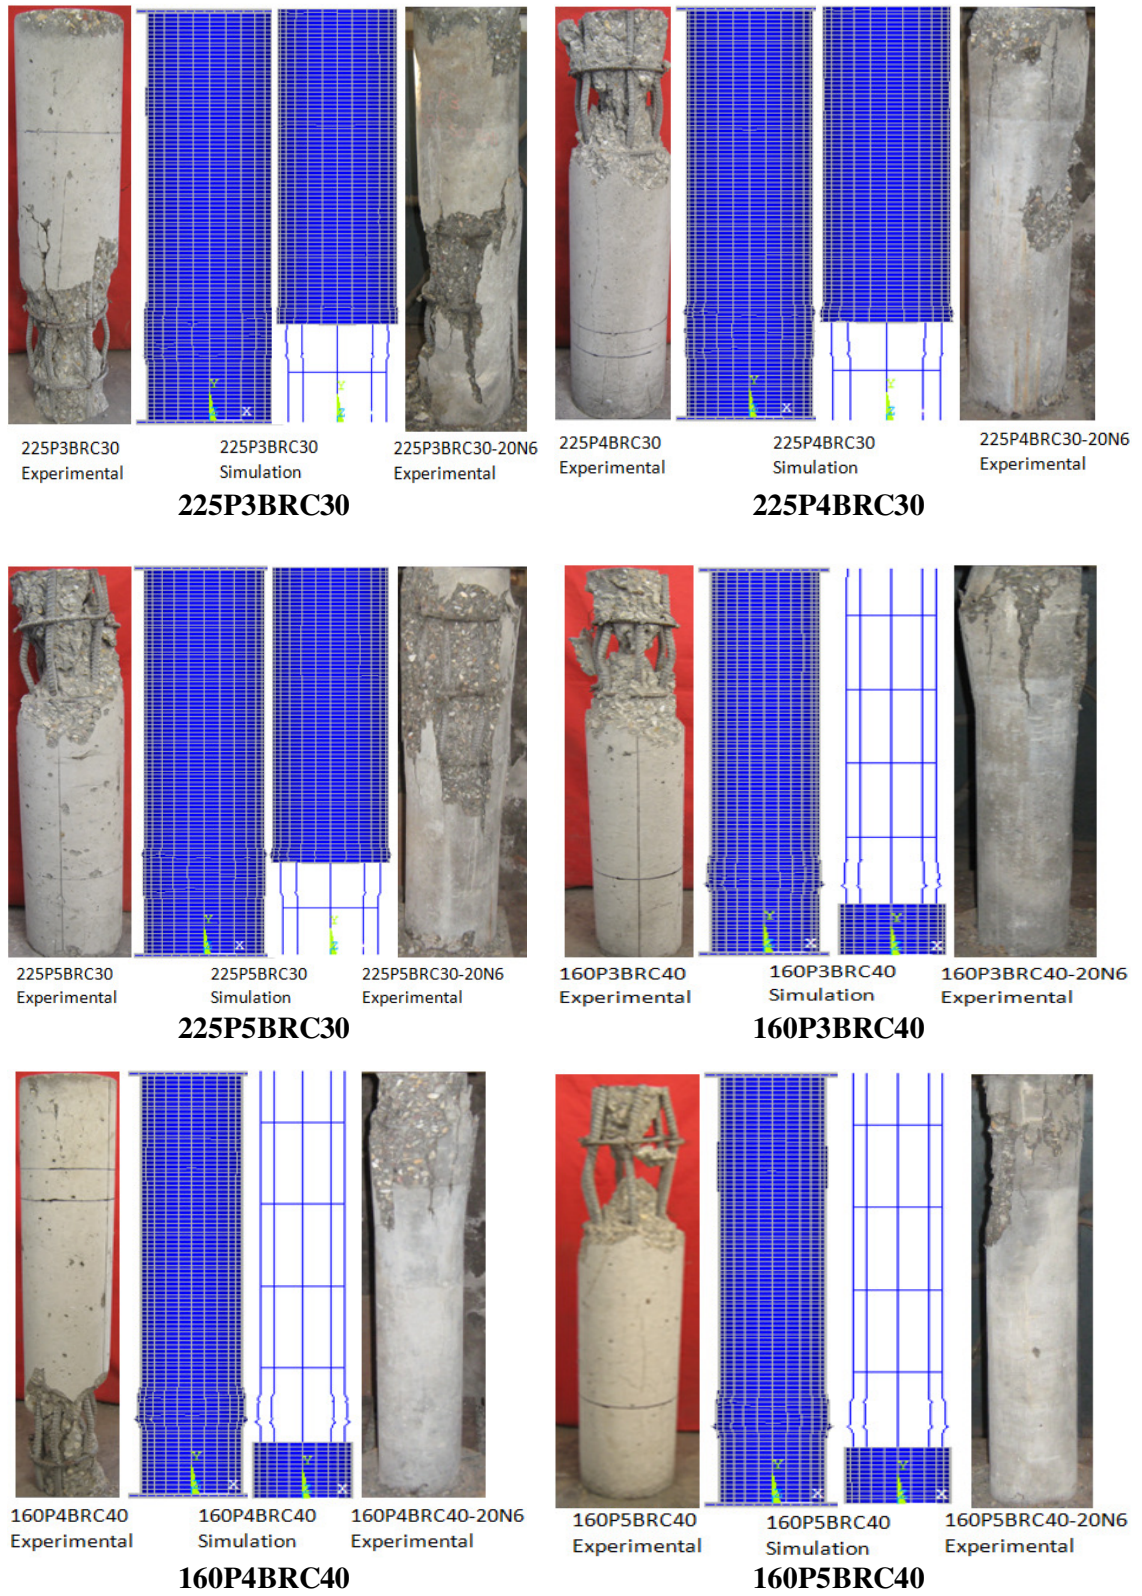 Y
X
Y
Z
225P3BRC30
Experimental
225P3BRC30
Simulation
225P3BRC30-20N6
Experimental
225P3BRC30
Y
X
Y
Z
225P4BRC30
Experimental
225P4BRC30
Simulation
225P4BRC30-20N6
Experimental
225P4BRC30
Y
X
Y
Z
225P5BRC30
Experimental
225P5BRC30
Simulation
225P5BRC30-20N6
Experimental
225P5BRC30
Y
X
Y
X
160P3BRC40
Experimental
160P3BRC40
Simulation
160P3BRC40-20N6
Experimental
160P3BRC40
Y
X
Y
X
160P4BRC40
Experimental
160P4BRC40
Simulation
160P4BRC40-20N6
Experimental
160P4BRC40
Y
X
Y
X
160P5BRC40
Experimental
160P5BRC40
Simulation
160P5BRC40-20N6
Experimental
160P5BRC40